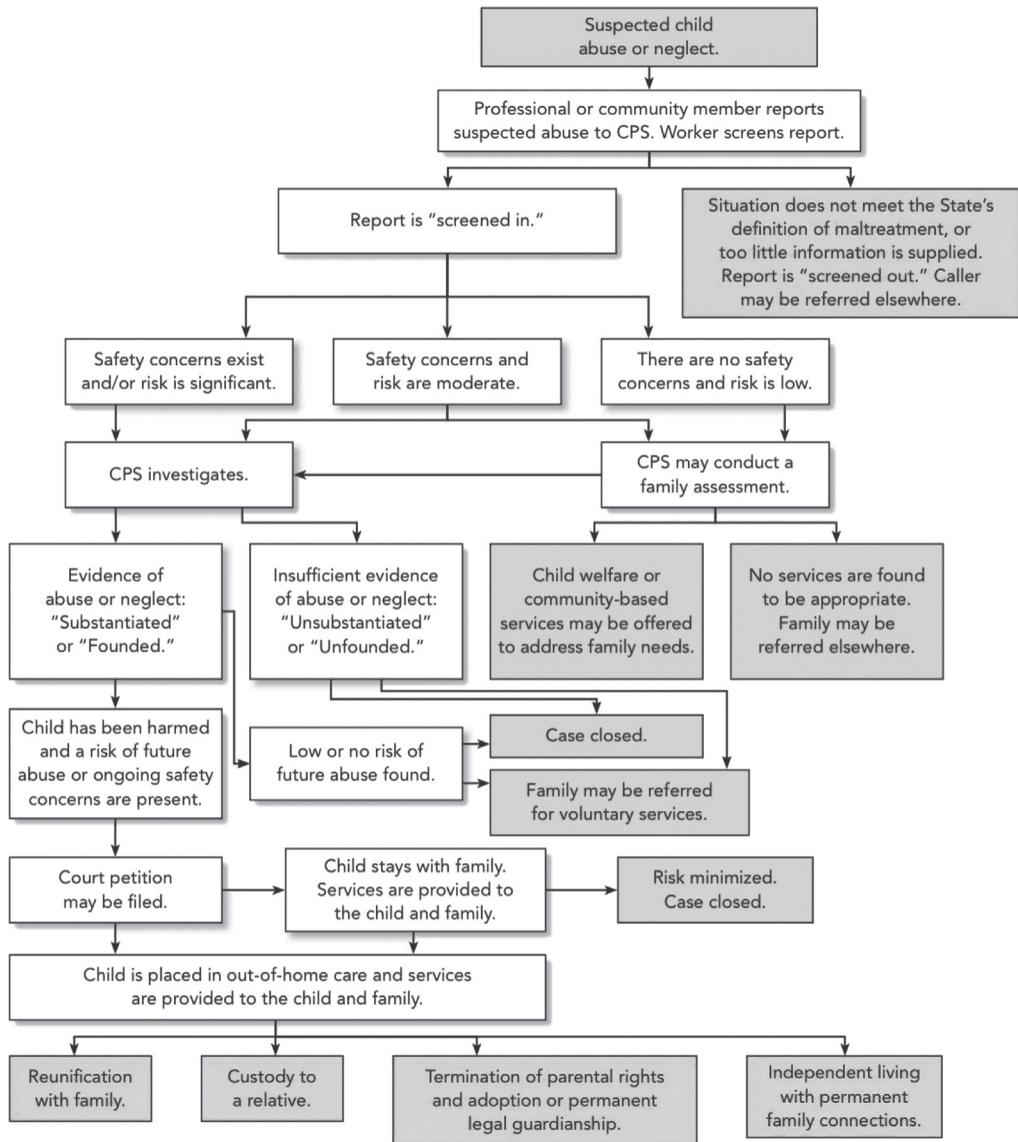 Suspected child
abuse or neglect.
Professional or community member reports
suspected abuse to CPS. Worker screens report.
Report is “screened in.”
Situation does not meet the State’s
definition of maltreatment, or
too little information is supplied.
Report is “screened out.” Caller
may be referred elsewhere.
Safety concerns exist
and/or risk is significant.
Safety concerns and
risk are moderate.
There are no safety
concerns and risk is low.
CPS investigates.
CPS may conduct a
family assessment.
Evidence of
abuse or neglect:
“Substantiated”
or “Founded.”
Insufficient evidence
of abuse or neglect:
“Unsubstantiated”
or “Unfounded.”
Child welfare or
community-based
services may be offered
to address family needs.
No services are found
to be appropriate.
Family may be
referred elsewhere.
Child has been harmed
and a risk of future
abuse or ongoing safety
concerns are present.
Low or no risk of
future abuse found.
Case closed.
Family may be referred
for voluntary services.
Court petition
may be filed.
Child stays with family.
Services are provided to
the child and family.
Risk minimized.
Case closed.
Child is placed in out-of-home care and services
are provided to the child and family.
Reunification
with family.
Custody to
a relative.
Termination of parental rights
and adoption or permanent
legal guardianship.
Independent living
with permanent
family connections.